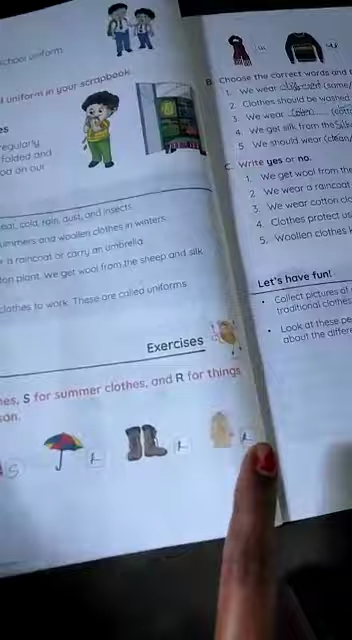 school uniform.
uniform in your scrapbook.
regularly
folded and
on our
heat, cold, rain, dust, and insects.
summers and woollen clothes in winters.
a raincoat or carry an umbrella.
cotton plant. We get wool from the sheep and silk
clothes to work. These are called uniforms
Exercises
S for summer clothes, and R for things
S
R
R
R
W
W
B. Choose the correct words and
1. We wear different (same/
2. Clothes should be washed
3. We wear
4. We get silk from the Silk
5. We should wear (clean/
C. Write yes or no.
1. We get wool from the
2 We wear a raincoat
3. We wear cotton clo
4. Clothes protect us
5. Woollen clothes
Let's have fun!
• Collect pictures of
traditional clothes
• Look at these pe
about the differe